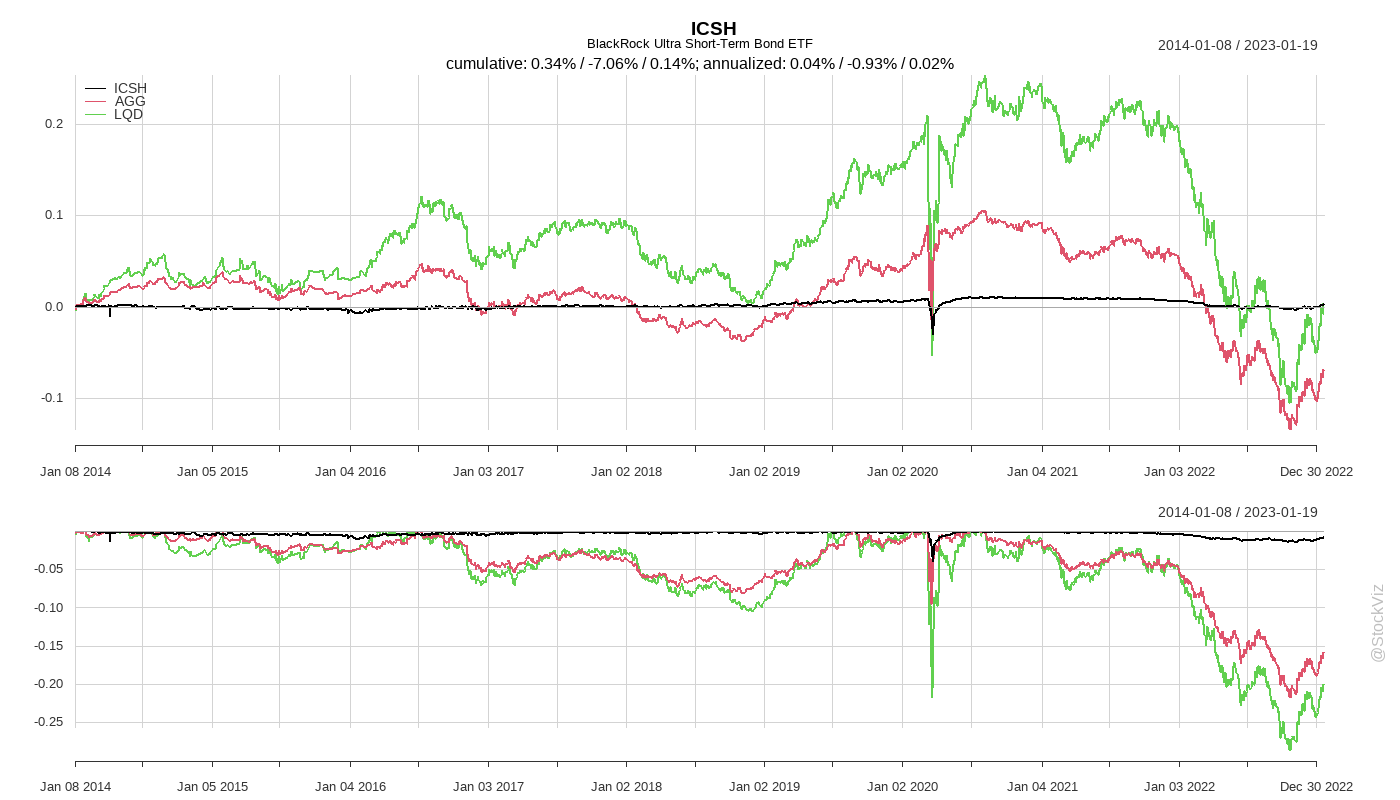 ICSH
BlackRock Ultra Short-Term Bond ETF
2014-01-08 / 2023-01-19
cumulative: 0.34% / -7.06% / 0.14%; annualized: 0.04% / -0.93% / 0.02%
ICSH
AGG
LQD
0.2
0.1
0.0
-0.1
Jan 08 2014 Jan 05 2015 Jan 04 2016 Jan 03 2017 Jan 02 2018 Jan 02 2019 Jan 02 2020 Jan 04 2021 Jan 03 2022 Dec 30 2022
2014-01-08 / 2023-01-19
-0.05
-0.10
-0.15
-0.20
-0.25
Jan 08 2014 Jan 05 2015 Jan 04 2016 Jan 03 2017 Jan 02 2018 Jan 02 2019 Jan 02 2020 Jan 04 2021 Jan 03 2022 Dec 30 2022
@StockViz